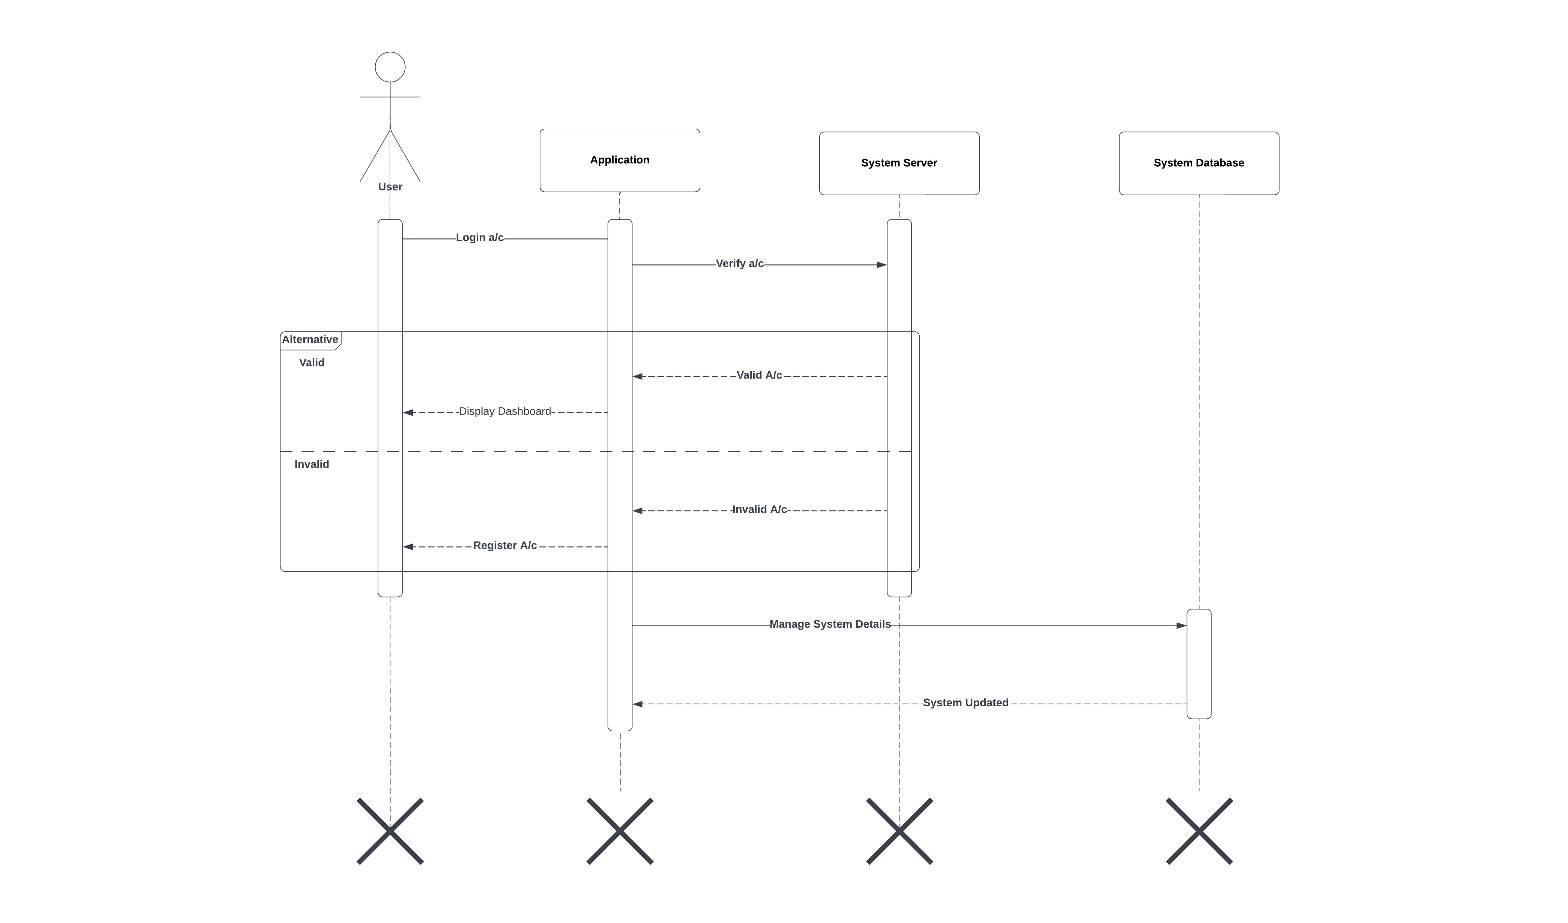 User
Application
System Server
System Database
Login a/c
Verify a/c
Alternative
Valid
Valid A/c
Display Dashboard
Invalid
Invalid A/c
Register A/c
Manage System Details
System Updated